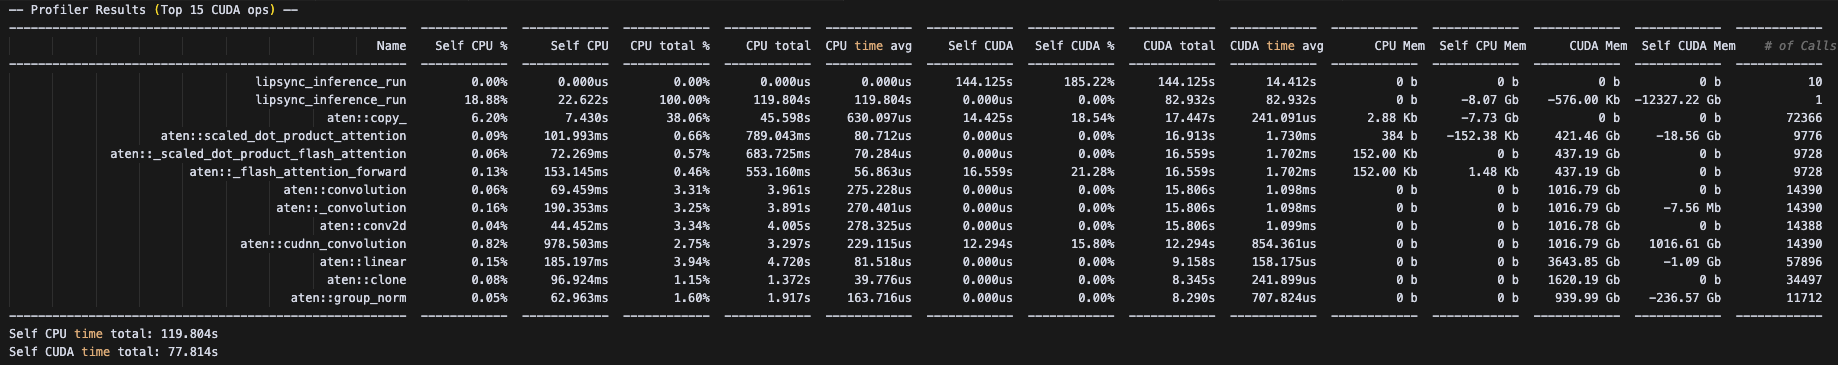 —— Profiler Results (Top 15 CUDA ops) ——
Name Self CPU % Self CPU CPU total % CPU total CPU time avg Self CUDA Self CUDA % CUDA total CUDA time avg CPU Mem Self CPU Mem CUDA Mem Self CUDA Mem # of Calls
lipsync_inference_run 0.00% 0.000us 0.00% 0.000us 0.000us 144.125s 185.22% 144.125s 14.412s 0 b 0 b 0 b 0 b 10
lipsync_inference_run 18.88% 22.622s 100.00% 119.804s 119.804s 0.000us 0.00% 82.932s 82.932s 0 b -8.07 Gb -576.00 Kb -12327.22 Gb 1
aten::copy_ 6.20% 7.430s 38.06% 45.598s 630.097us 14.425s 18.54% 17.447s 241.091us 2.88 Kb -7.73 Gb 0 b 0 b 72366
aten::scaled_dot_product_attention 0.09% 101.993ms 0.66% 789.043ms 80.712us 0.000us 0.00% 16.913s 1.730ms 384 b -152.38 Kb 421.46 Gb -18.56 Gb 9776
aten::_scaled_dot_product_flash_attention 0.06% 72.269ms 0.57% 683.725ms 70.284us 0.000us 0.00% 16.559s 1.702ms 152.00 Kb 0 b 437.19 Gb 0 b 9728
aten::_flash_attention_forward 0.13% 153.145ms 0.46% 553.160ms 56.863us 16.559s 21.28% 16.559s 1.702ms 152.00 Kb 1.48 Kb 437.19 Gb 0 b 9728
aten::convolution 0.06% 69.459ms 3.31% 3.961s 275.228us 0.000us 0.00% 15.806s 1.098ms 0 b 0 b 1016.79 Gb 0 b 14390
aten::_convolution 0.16% 190.353ms 3.25% 3.891s 270.401us 0.000us 0.00% 15.806s 1.098ms 0 b 0 b 1016.79 Gb -7.56 Mb 14390
aten::conv2d 0.04% 44.452ms 3.34% 4.005s 278.325us 0.000us 0.00% 15.806s 1.099ms 0 b 0 b 1016.78 Gb 0 b 14388
aten::cudnn_convolution 0.82% 978.503ms 2.75% 3.297s 229.115us 12.294s 15.80% 12.294s 854.361us 0 b 0 b 1016.79 Gb 1016.61 Gb 14390
aten::linear 0.15% 185.197ms 3.94% 4.720s 81.518us 0.000us 0.00% 9.158s 158.175us 0 b 0 b 3643.85 Gb -1.09 Gb 57896
aten::clone 0.08% 96.924ms 1.15% 1.372s 39.776us 0.000us 0.00% 8.345s 241.899us 0 b 0 b 1620.19 Gb 0 b 34497
aten::group_norm 0.05% 62.963ms 1.60% 1.917s 163.716us 0.000us 0.00% 8.290s 707.824us 0 b 0 b 939.99 Gb -236.57 Gb 11712
Self CPU time total: 119.804s
Self CUDA time total: 77.814s